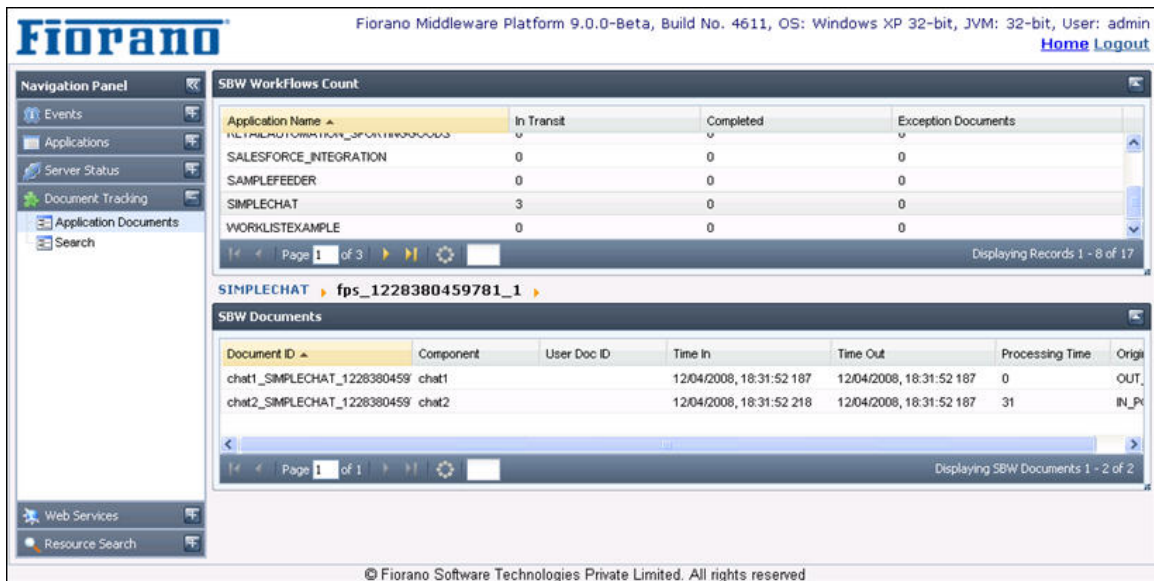 Fiorano
Fiorano Middleware Platform 9.0.0-Beta, Build No. 4611, OS: Windows XP 32-bit, JVM: 32-bit, User: admin
Home Logout
Navigation Panel
Events
Applications
Server Status
Document Tracking
Application Documents
Search
Web Services
Resource Search
SBW WorkFlows Count
Application Name In Transit Completed Exception Documents
RETAILAUTOMATION_SPORTINGGOODS 0 0 0
SALESFORCE_INTEGRATION 0 0 0
SAMPLEFEEDER 0 0 0
SIMPLECHAT 3 0 0
WORKLISTEXAMPLE 0 0 0
Page 1 of 3 Displaying Records 1 - 8 of 17
SIMPLECHAT fps_1228380459781_1
SBW Documents
Document ID Component User Doc ID Time In Time Out Processing Time Origi
chat1_SIMPLECHAT_1228380459 chat1 12/04/2008, 18:31:52 187 12/04/2008, 18:31:52 187 0 OUT_
chat2_SIMPLECHAT_1228380459 chat2 12/04/2008, 18:31:52 218 12/04/2008, 18:31:52 187 31 IN_PO
Page 1 of 1 Displaying SBW Documents 1 - 2 of 2
© Fiorano Software Technologies Private Limited. All rights reserved